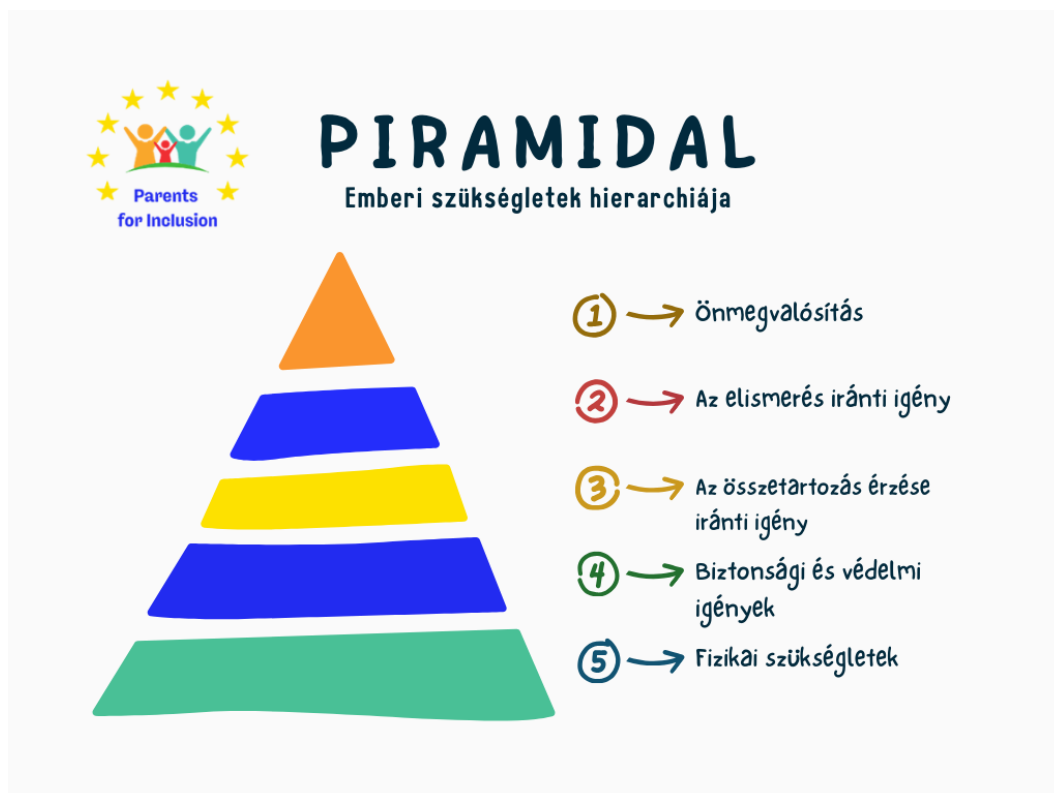 Parents
for Inclusion
PIRAMIDAL
Emberi szükségletek hierarchiája
1 Önmegvalósítás
2 Az elismerés iránti igény
3 Az összetartozás érzése
iránti igény
4 Biztonsági és védelmi
igények
5 Fizikai szükségletek